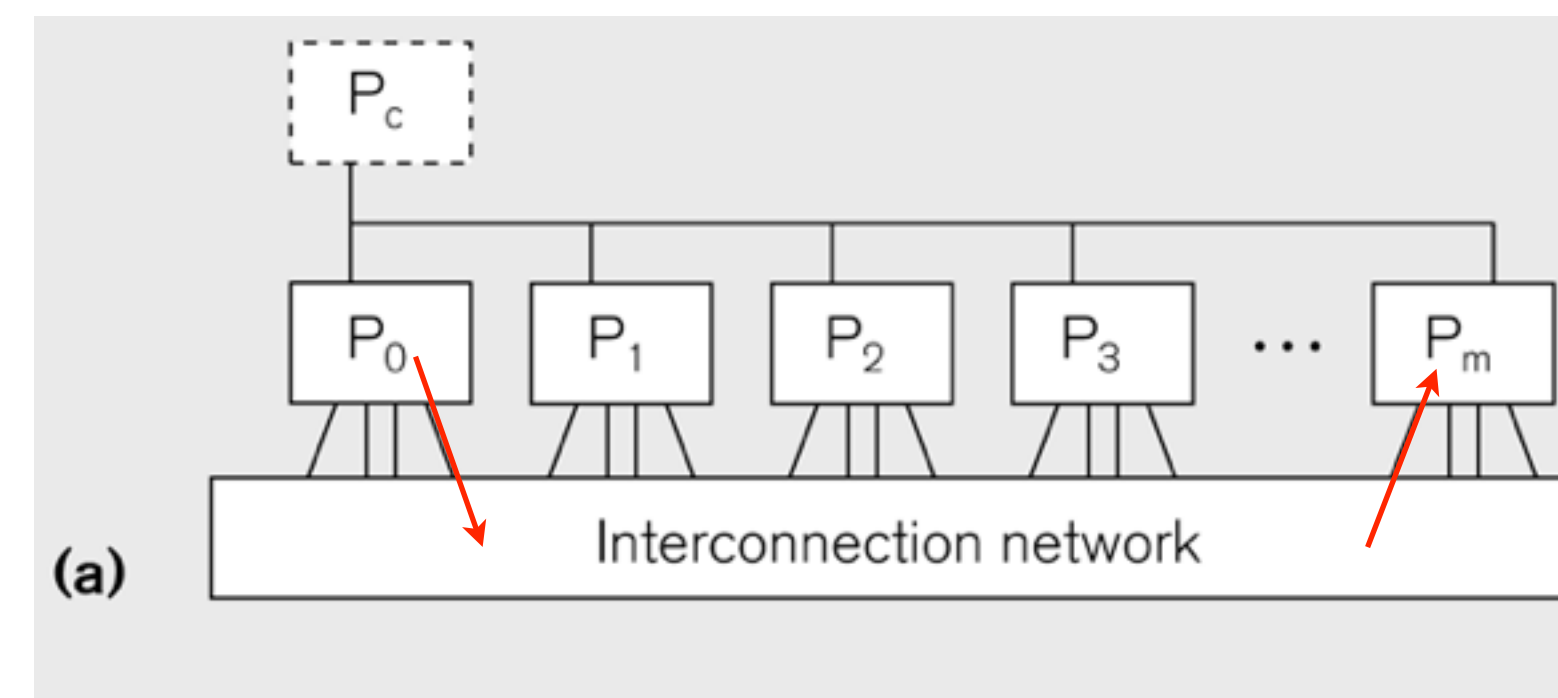 Pc
P0 P1 P2 P3 ... Pm
Interconnection network
(a)